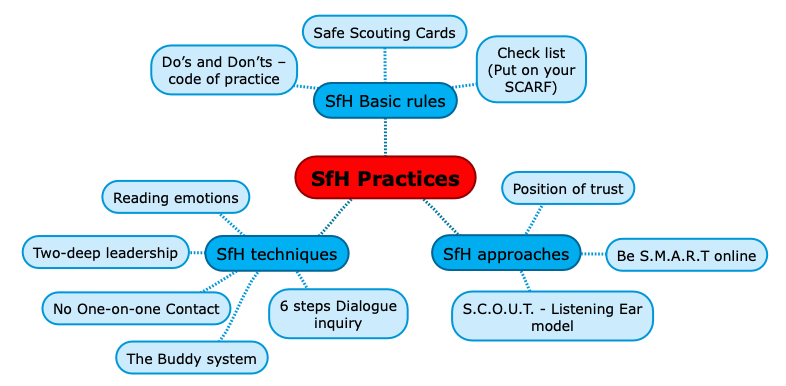 Safe Scouting Cards
Do’s and Don’ts –
code of practice
Check list
(Put on your
SCARF)
SfH Basic rules
SfH Practices
Reading emotions
Position of trust
Two-deep leadership
SfH techniques
SfH approaches
Be S.M.A.R.T online
No One-on-one Contact
6 steps Dialogue
inquiry
S.C.O.U.T. - Listening Ear
model
The Buddy system